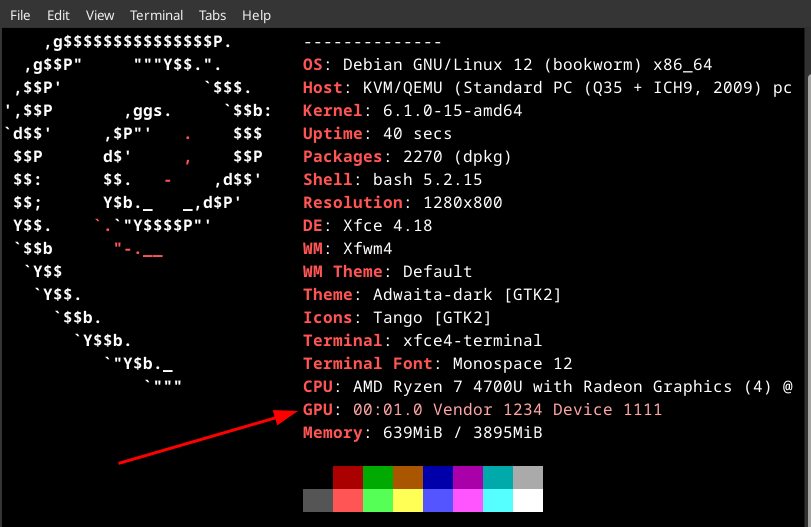 File Edit View Terminal Tabs Help
,g$$$$$$$$$$$$$$$P. --------------
,g$$P" """Y$$.". OS: Debian GNU/Linux 12 (bookworm) x86_64
,$$P' `$$$. Host: KVM/QEMU (Standard PC (Q35 + ICH9, 2009) pc
',$$P ,ggs. `$$b: Kernel: 6.1.0-15-amd64
`d$$' ,$P"' . $$$ Uptime: 40 secs
$$P d$' , $$P Packages: 2270 (dpkg)
$$: $$. - ,d$$' Shell: bash 5.2.15
$$; Y$b._ _,d$P' Resolution: 1280x800
Y$$. `.`"Y$$$$P"' DE: Xfce 4.18
`$$b "-.__ WM: Xfwm4
`Y$$ WM Theme: Default
`Y$$. Theme: Adwaita-dark [GTK2]
`$$b. Icons: Tango [GTK2]
`Y$$b. Terminal: xfce4-terminal
`"Y$b._ Terminal Font: Monospace 12
`""" CPU: AMD Ryzen 7 4700U with Radeon Graphics (4) @
GPU: 00:01.0 Vendor 1234 Device 1111
Memory: 639MiB / 3895MiB